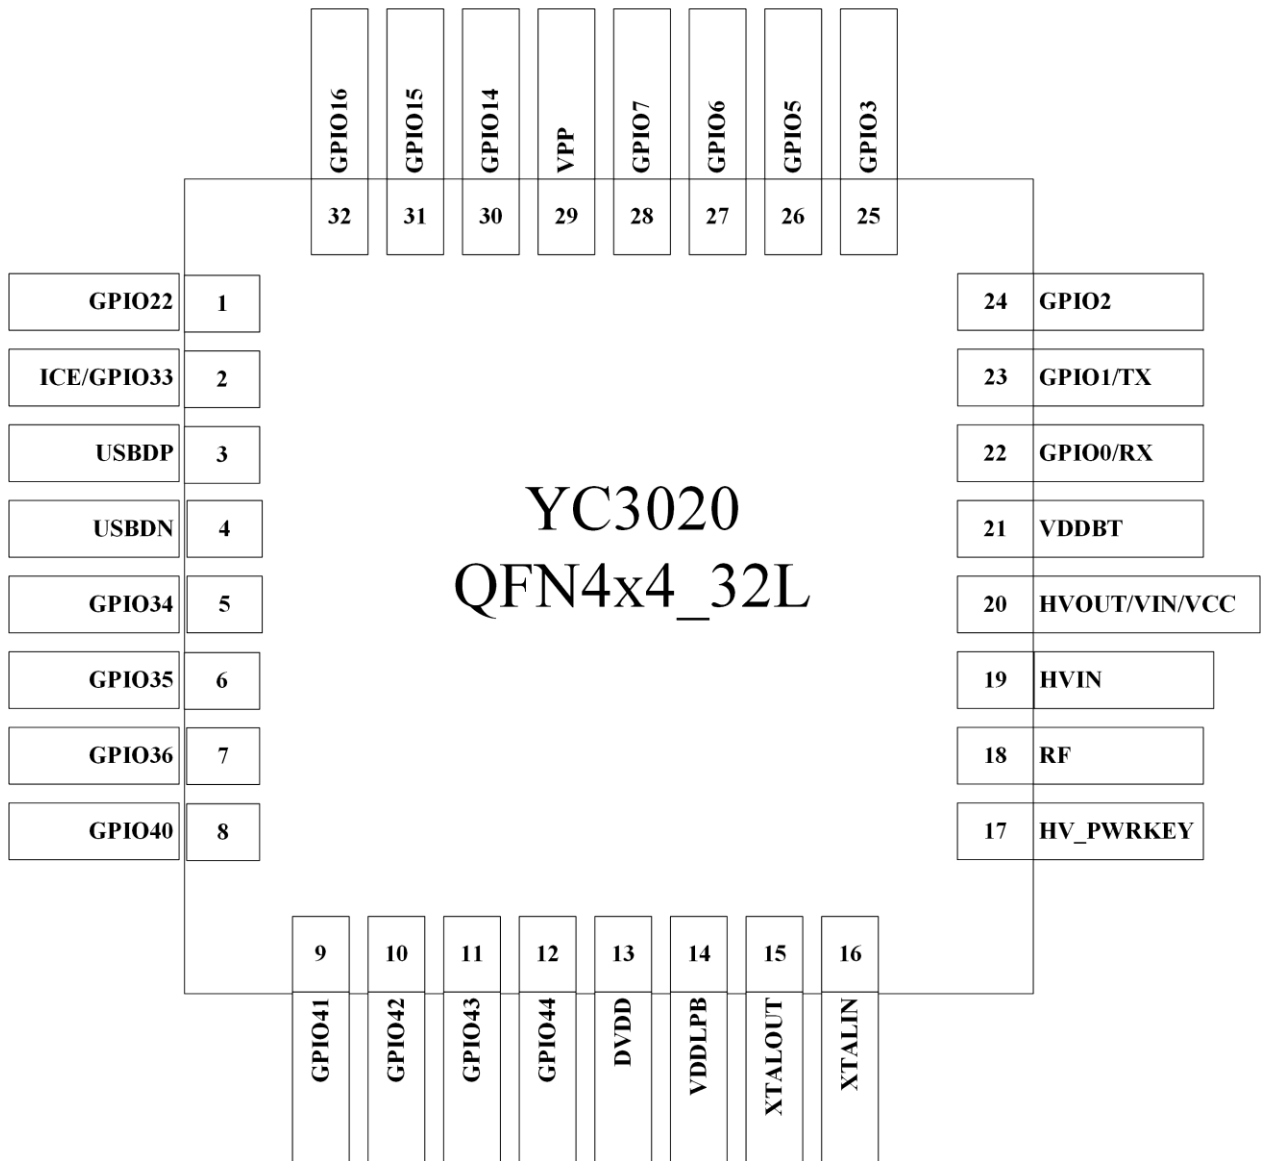 GPIO16
GPIO15
GPIO14
VPP
GPIO7
GPIO6
GPIO5
GPIO3
32
31
30
29
28
27
26
25
GPIO22 1
ICE/GPIO33 2
USBDP 3
USBDN 4
GPIO34 5
GPIO35 6
GPIO36 7
GPIO40 8
YC3020
QFN4x4_32L
24 GPIO2
23 GPIO1/TX
22 GPIO0/RX
21 VDDBT
20 HVOUT/VIN/VCC
19 HVIN
18 RF
17 HV_PWRKEY
9
10
11
12
13
14
15
16
GPIO41
GPIO42
GPIO43
GPIO44
DVDD
VDDLPB
XTALOUT
XTALIN